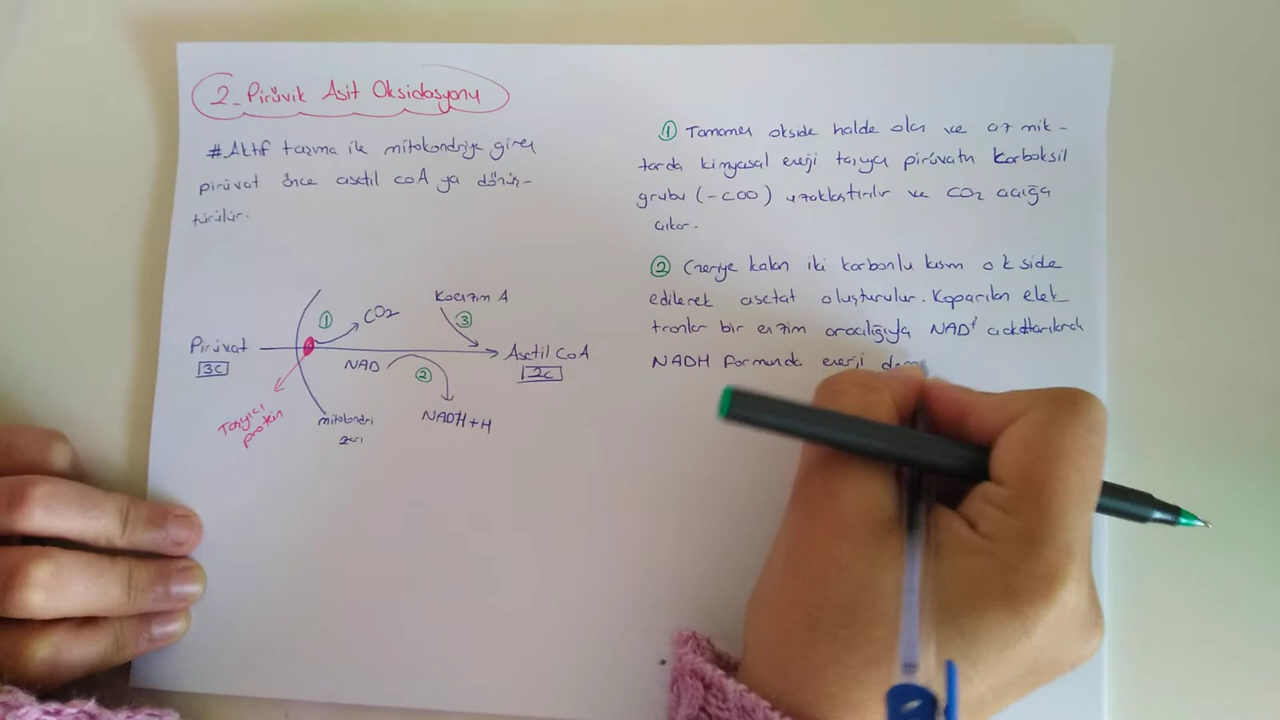 2- Pirüvik Asit Oksidasyonu
#Aktif taşıma ile mitokondriye giren
pirüvat önce asetil CoA ya dönüş-
türülür.
Pirüvat
3C
1
CO2
Koenzim A
3
NAD
2
NADH+H
Asetil CoA
2C
Taşıyıcı
protein
mitokondri
zarı
1 Tamamen okside halde olan ve az mik-
tarda kimyasal enerji taşıyan pirüvatın karboksil
grubu (-COO) uzaklaştırılır ve CO2 açığa
çıkar.
2 Geriye kalan iki karbonlu kısım okside
edilerek asetat oluşturulur. Koparılan elek
tronlar bir enzim aracılığıyla NAD+
NADH formunda enerji